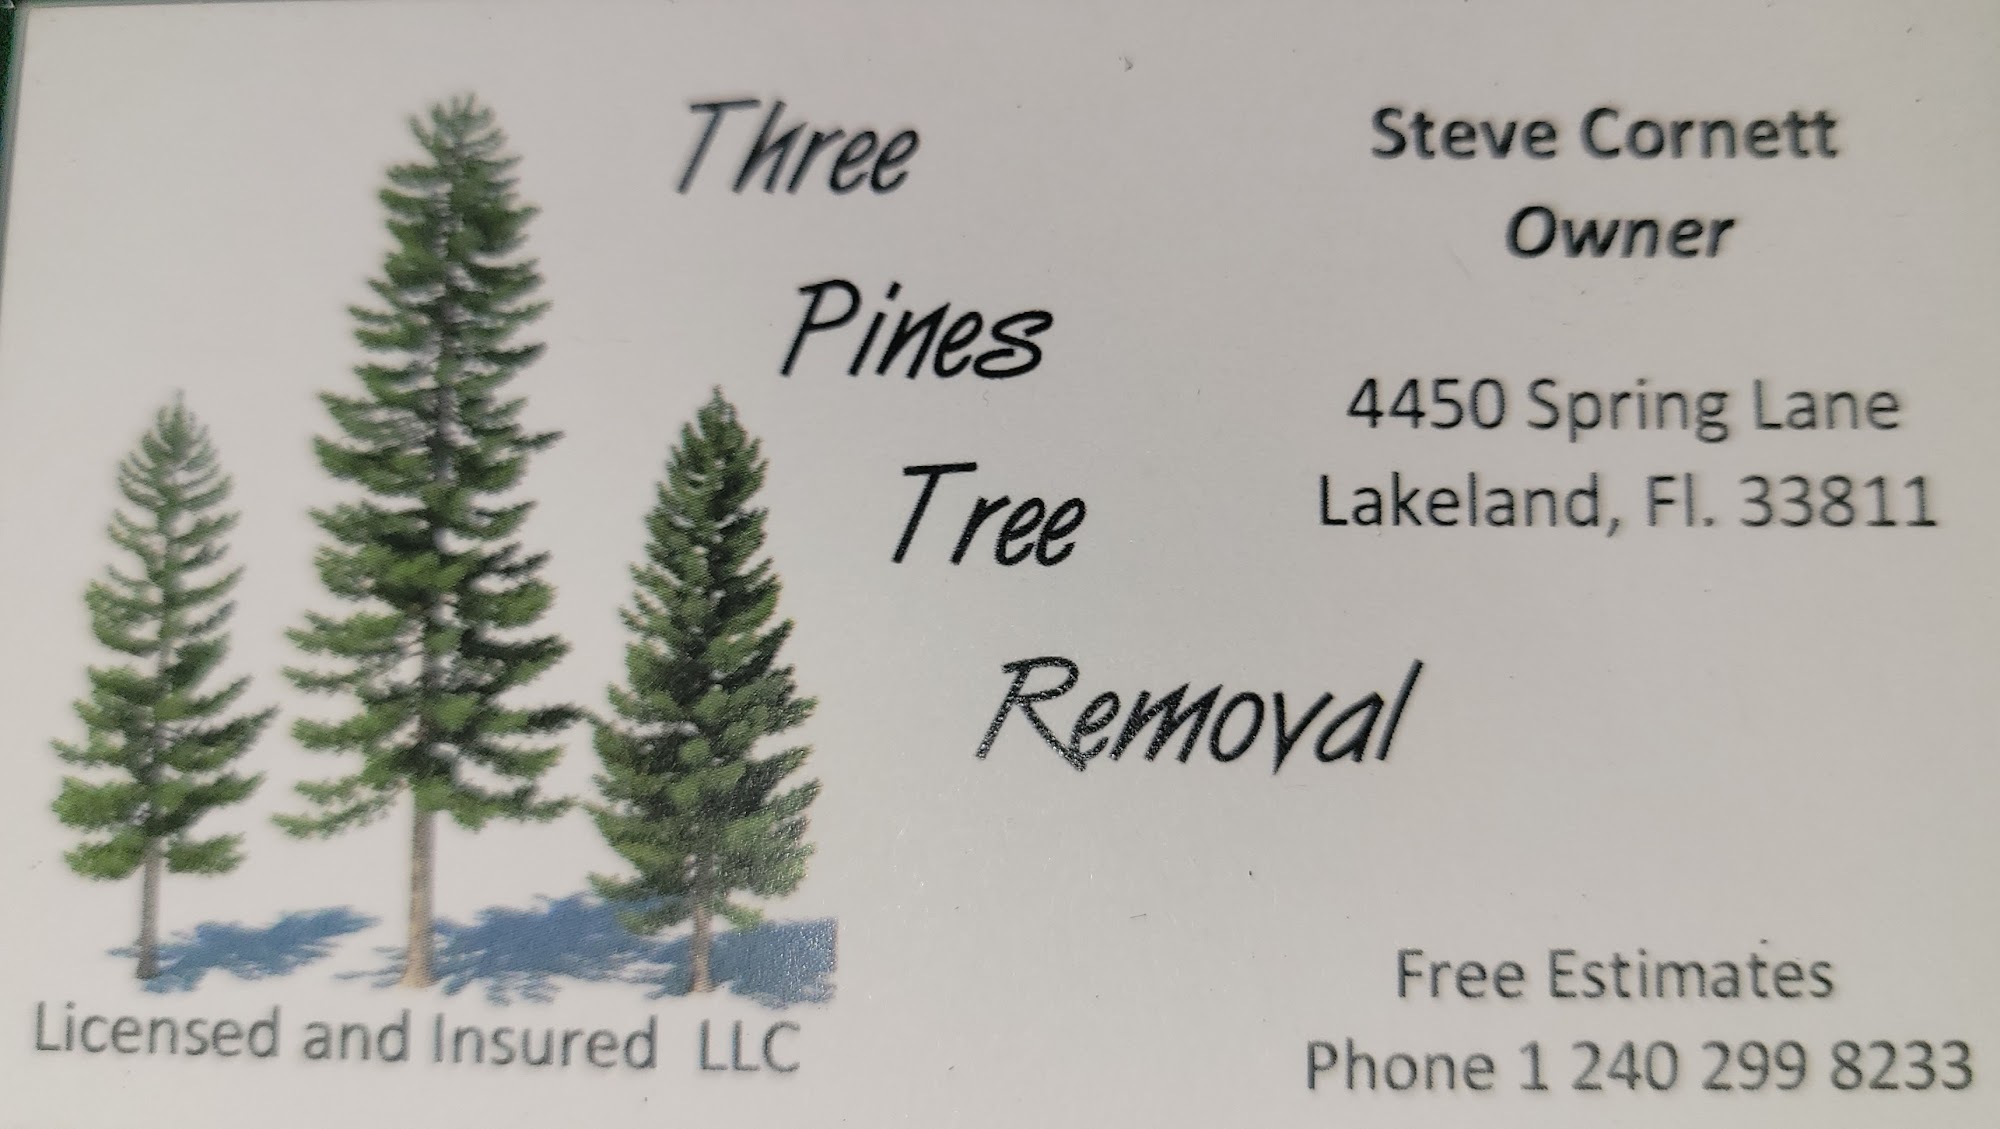 Three
Pines
Tree
Removal
Steve Cornett
Owner
4450 Spring Lane
Lakeland, Fl. 33811
Licensed and Insured LLC
Free Estimates
Phone 1 240 299 8233